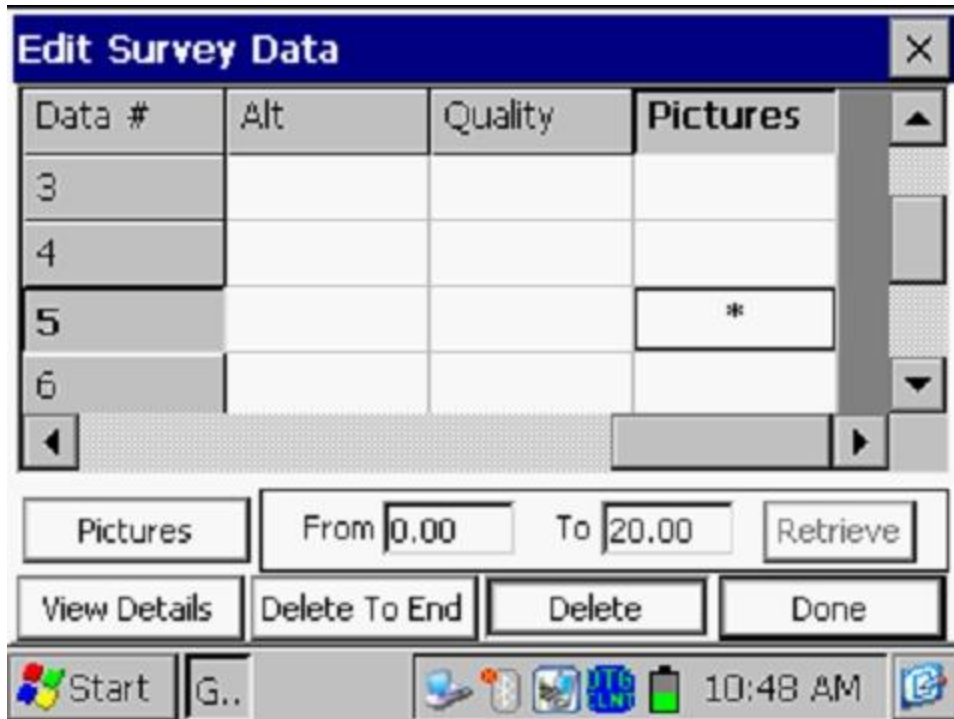 Edit Survey Data
Data # Alt Quality Pictures
3
4
5 *
6
Pictures From 0.00 To 20.00 Retrieve
View Details Delete To End Delete Done
Start G.. 10:48 AM